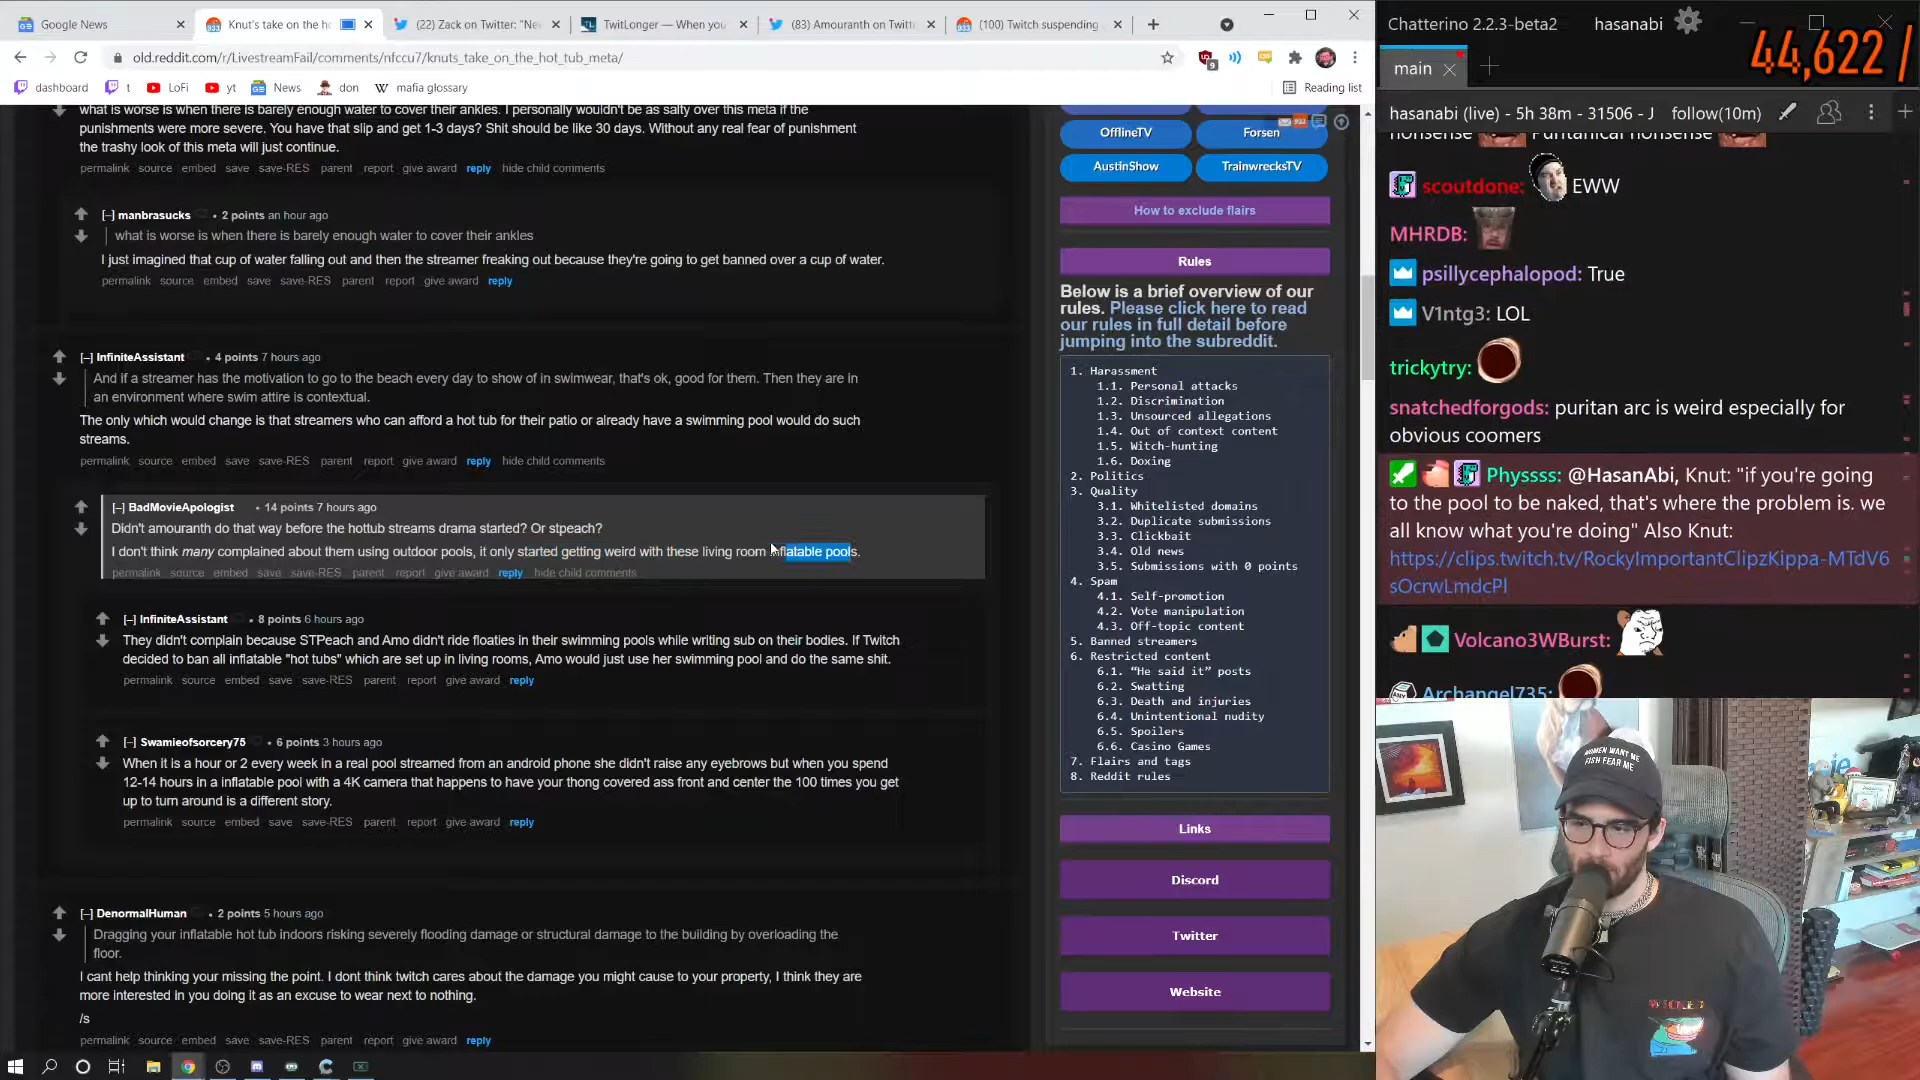 Google News
Knut's take on the ho
(22) Zack on Twitter: "Nev
TwitLonger — When you
(83) Amouranth on Twitt
(100) Twitch suspending
old.reddit.com/r/LivestreamFail/comments/nfccu7/knuts_take_on_the_hot_tub_meta/
dashboard
t
LoFi
yt
News
don
mafia glossary
Reading list
what is worse is when there is barely enough water to cover their ankles. I personally wouldn't be as salty over this meta if the
punishments were more severe. You have that slip and get 1-3 days? Shit should be like 30 days. Without any real fear of punishment
the trashy look of this meta will just continue.
permalink source embed save save-RES parent report give award reply hide child comments
[–] manbrasucks • 2 points an hour ago
what is worse is when there is barely enough water to cover their ankles
I just imagined that cup of water falling out and then the streamer freaking out because they're going to get banned over a cup of water.
permalink source embed save save-RES parent report give award reply
[–] InfiniteAssistant • 4 points 7 hours ago
And if a streamer has the motivation to go to the beach every day to show of in swimwear, that's ok, good for them. Then they are in
an environment where swim attire is contextual.
The only which would change is that streamers who can afford a hot tub for their patio or already have a swimming pool would do such
streams.
permalink source embed save save-RES parent report give award reply hide child comments
[–] BadMovieApologist • 14 points 7 hours ago
Didn't amouranth do that way before the hottub streams drama started? Or stpeach?
I don't think many complained about them using outdoor pools, it only started getting weird with these living room inflatable pools.
permalink source embed save save-RES parent report give award reply hide child comments
[–] InfiniteAssistant • 8 points 6 hours ago
They didn't complain because STPeach and Amo didn't ride floaties in their swimming pools while writing sub on their bodies. If Twitch
decided to ban all inflatable "hot tubs" which are set up in living rooms, Amo would just use her swimming pool and do the same shit.
permalink source embed save save-RES parent report give award reply
[–] Swamieofsorcery75 • 6 points 3 hours ago
When it is a hour or 2 every week in a real pool streamed from an android phone she didn't raise any eyebrows but when you spend
12-14 hours in a inflatable pool with a 4K camera that happens to have your thong covered ass front and center the 100 times you get
up to turn around is a different story.
permalink source embed save save-RES parent report give award reply
[–] DenormalHuman • 2 points 5 hours ago
Dragging your inflatable hot tub indoors risking severely flooding damage or structural damage to the building by overloading the
floor.
I cant help thinking your missing the point. I dont think twitch cares about the damage you might cause to your property, I think they are
more interested in you doing it as an excuse to wear next to nothing.
/s
permalink source embed save save-RES parent report give award reply
OfflineTV
Forsen
AustinShow
TrainwrecksTV
How to exclude flairs
Rules
Below is a brief overview of our
rules. Please click here to read
our rules in full detail before
jumping into the subreddit.
1. Harassment
1.1. Personal attacks
1.2. Discrimination
1.3. Unsourced allegations
1.4. Out of context content
1.5. Witch-hunting
1.6. Doxing
2. Politics
3. Quality
3.1. Whitelisted domains
3.2. Duplicate submissions
3.3. Clickbait
3.4. Old news
3.5. Submissions with 0 points
4. Spam
4.1. Self-promotion
4.2. Vote manipulation
4.3. Off-topic content
5. Banned streamers
6. Restricted content
6.1. “He said it” posts
6.2. Swatting
6.3. Death and injuries
6.4. Unintentional nudity
6.5. Spoilers
6.6. Casino Games
7. Flairs and tags
8. Reddit rules
Links
Discord
Twitter
Website
Chatterino 2.2.3-beta2
hasanabi
44,622 /
main
hasanabi (live) - 5h 38m - 31506 - J
follow(10m)
nonsense Puritanical nonsense
scoutdone: EWW
MHRDB:
psillycephalopod: True
V1ntg3: LOL
trickytry:
snatchedforgods: puritan arc is weird especially for
obvious coomers
Physsss: @HasanAbi, Knut: "if you're going
to the pool to be naked, that's where the problem is. we
all know what you're doing" Also Knut:
https://clips.twitch.tv/RockyImportantClipzKippa-MTdV6
sOcrwLmdcPl
Volcano3WBurst:
Archangel735:
WOMEN WANT ME
FISH FEAR ME